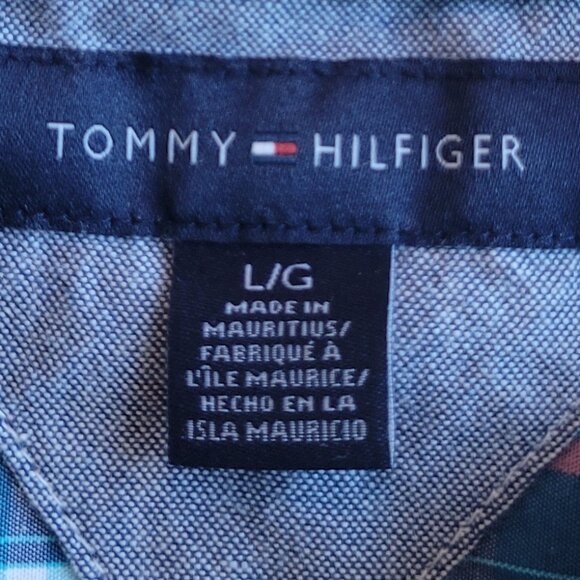 TOMMY HILFIGER
L/G
MADE IN
MAURITIUS/
FABRIQUÉ À
L'ÎLE MAURICE/
HECHO EN LA
ISLA MAURICIO